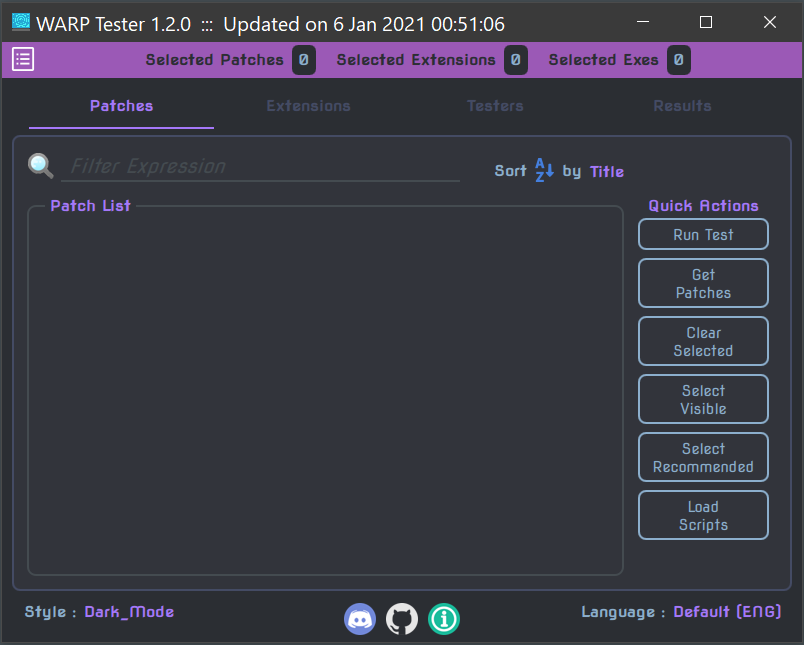 WARP Tester 1.2.0 ::: Updated on 6 Jan 2021 00:51:06
Selected Patches 0 Selected Extensions 0 Selected Exes 0
Patches Extensions Testers Results
Filter Expression Sort AZ by Title
Patch List
Quick Actions
Run Test
Get
Patches
Clear
Selected
Select
Visible
Select
Recommended
Load
Scripts
Style : Dark_Mode
Language : Default (ENG)